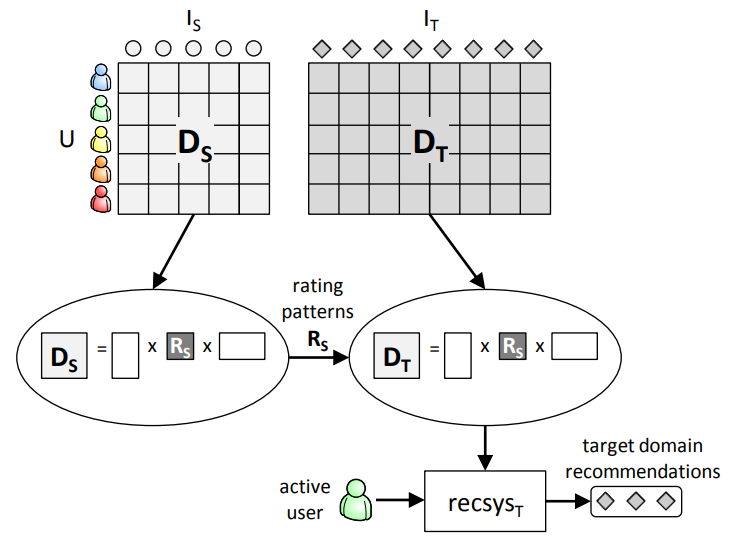 I_S
I_T
U
D_S
D_T
rating
patterns
R_S
D_S = x R_S x
D_T = x R_S x
target domain
recommendations
active
user
recsys_T